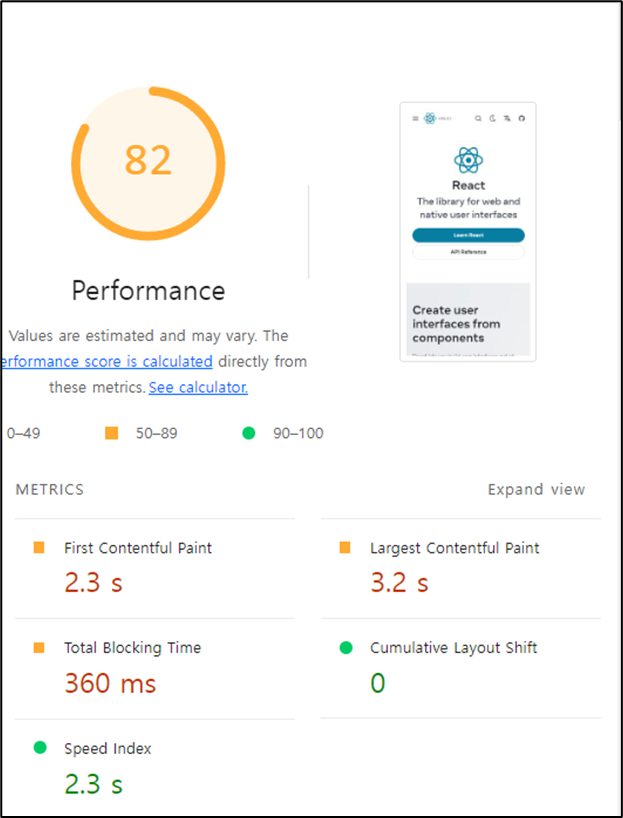 82
Performance
Values are estimated and may vary. The
erformance score is calculated directly from
these metrics. See calculator.
0–49
50–89
90–100
METRICS
Expand view
First Contentful Paint
2.3 s
Largest Contentful Paint
3.2 s
Total Blocking Time
360 ms
Cumulative Layout Shift
0
Speed Index
2.3 s
React
The library for web and
native user interfaces
Learn React
API Reference
Create user
interfaces from
components